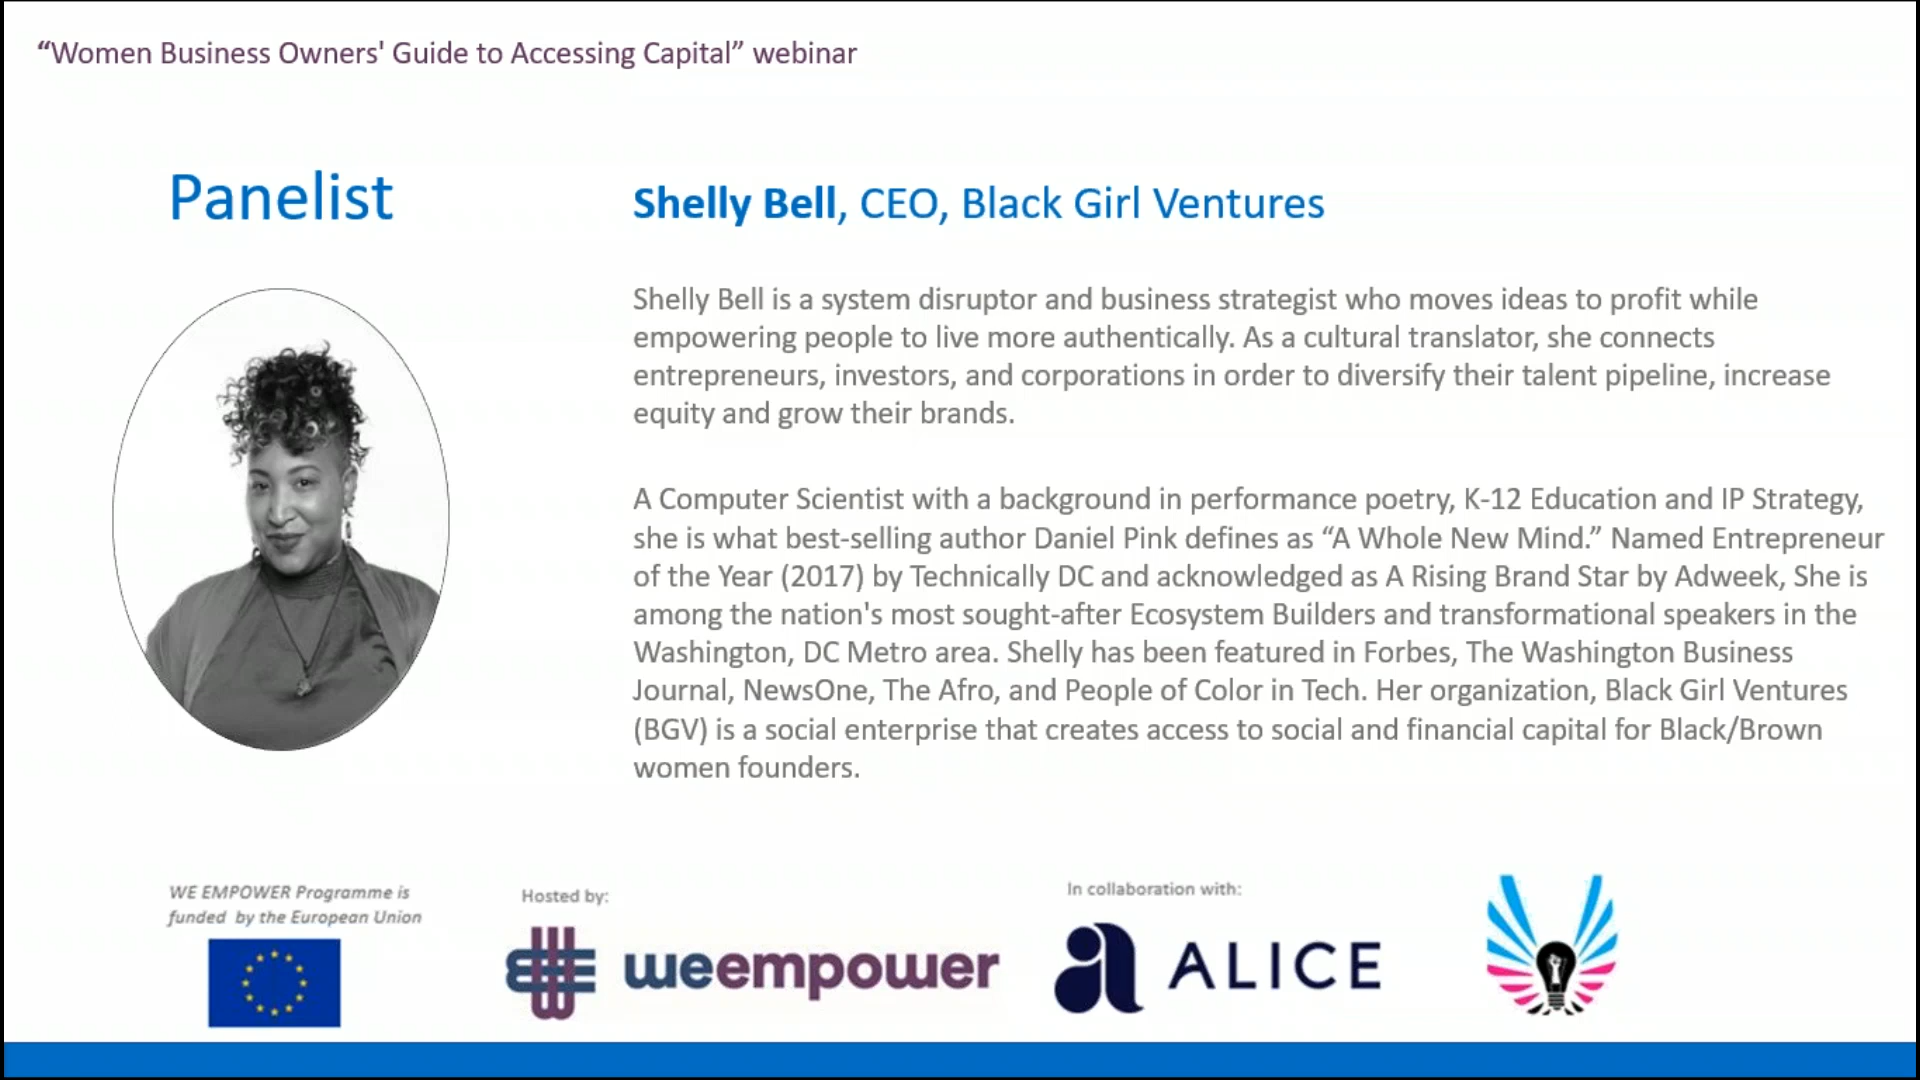 “Women Business Owners' Guide to Accessing Capital” webinar
Panelist
Shelly Bell, CEO, Black Girl Ventures
Shelly Bell is a system disruptor and business strategist who moves ideas to profit while
empowering people to live more authentically. As a cultural translator, she connects
entrepreneurs, investors, and corporations in order to diversify their talent pipeline, increase
equity and grow their brands.
A Computer Scientist with a background in performance poetry, K-12 Education and IP Strategy,
she is what best-selling author Daniel Pink defines as “A Whole New Mind.” Named Entrepreneur
of the Year (2017) by Technically DC and acknowledged as A Rising Brand Star by Adweek, She is
among the nation's most sought-after Ecosystem Builders and transformational speakers in the
Washington, DC Metro area. Shelly has been featured in Forbes, The Washington Business
Journal, NewsOne, The Afro, and People of Color in Tech. Her organization, Black Girl Ventures
(BGV) is a social enterprise that creates access to social and financial capital for Black/Brown
women founders.
WE EMPOWER Programme is
funded by the European Union
Hosted by:
weempower
In collaboration with:
a ALICE